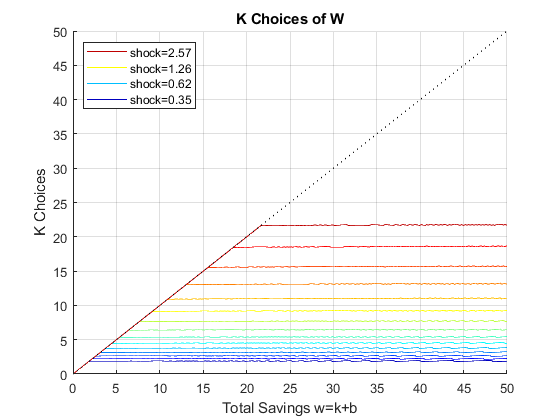 K Choices of W
shock=2.57
shock=1.26
shock=0.62
shock=0.35
K Choices
50
45
40
35
30
25
20
15
10
5
0
0 5 10 15 20 25 30 35 40 45 50
Total Savings w=k+b